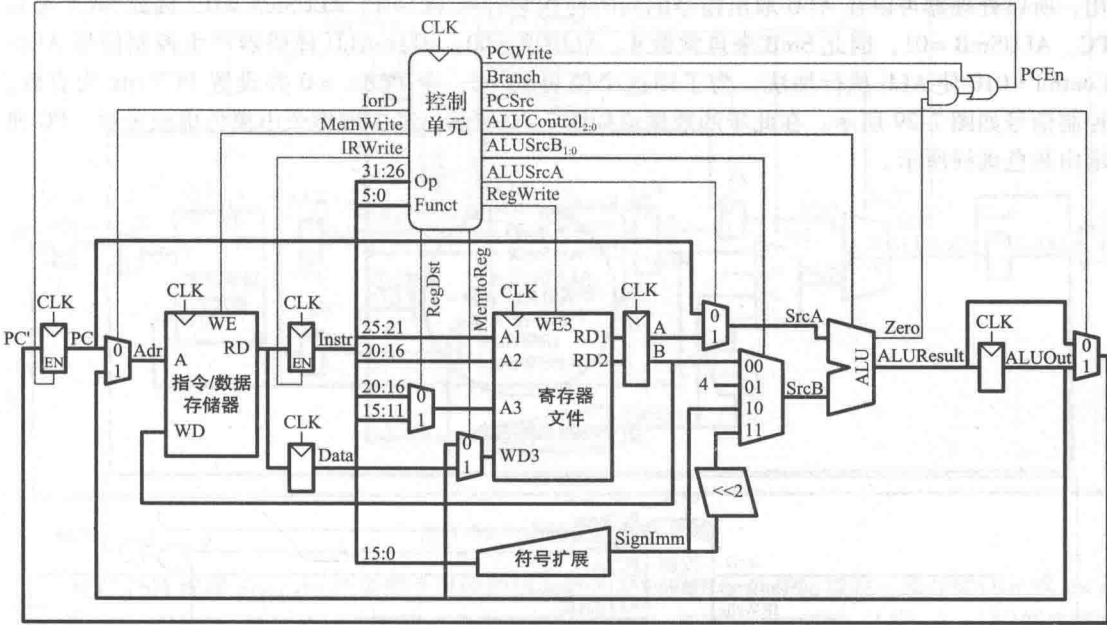 CLK
PCWrite
Branch
PCSrc
ALUControl2:0
ALUSrcB1:0
ALUSrcA
RegWrite
PCEn
控制
单元
IorD
MemWrite
IRWrite
31:26
5:0
Op
Funct
RegDst
MemtoReg
CLK
CLK
CLK
CLK
CLK
CLK
PC'
PC
EN
0
1
Adr
WE
A
RD
指令/数据
存储器
WD
EN
Instr
25:21
20:16
20:16
15:11
0
A1
A2
A3
WD3
WE3
RD1
RD2
寄存器
文件
A
B
0
1
SrcA
4
00
01
10
11
SrcB
ALU
Zero
ALUResult
ALUOut
0
1
CLK
Data
0
1
<<2
15:0
符号扩展
SignImm